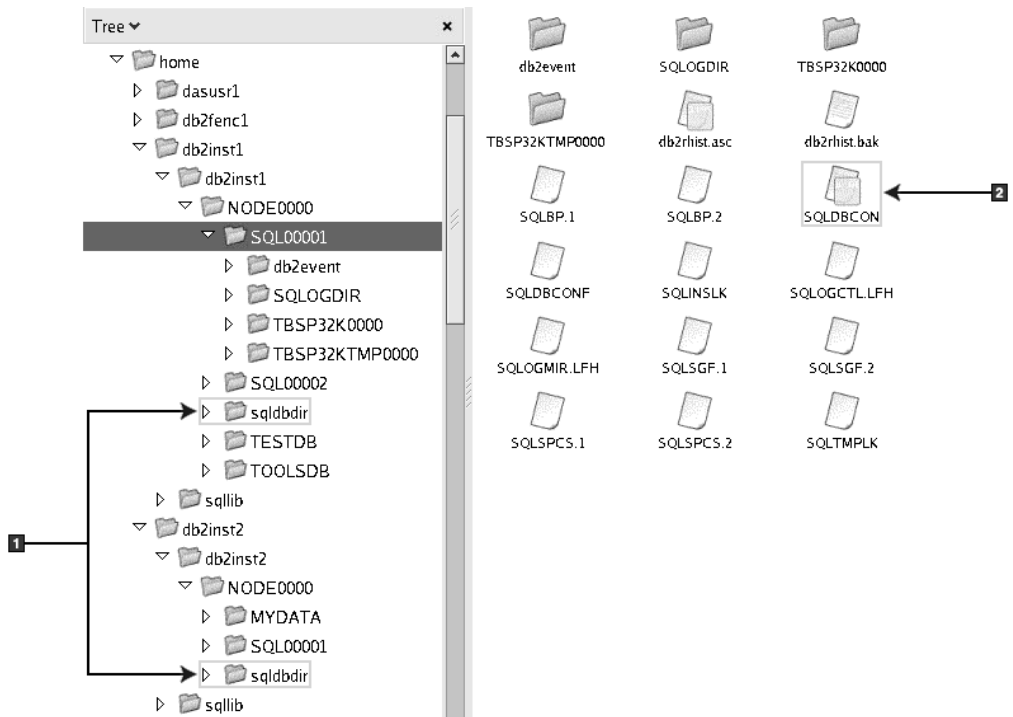 Tree
home
dasusr1
db2fenc1
db2inst1
db2inst1
NODE0000
SQL00001
db2event
SQLOGDIR
TBSP32K0000
TBSP32KTMP0000
SQL00002
sqldbdir
TESTDB
TOOLSDB
sqllib
db2inst2
db2inst2
NODE0000
MYDATA
SQL00001
sqldbdir
sqllib
1
db2event SQLOGDIR TBSP32K0000
TBSP32KTMP0000 db2rhist.asc db2rhist.bak
SQLBP.1 SQLBP.2 SQLDBCON
2
SQLDBCONF SQLINSLK SQLOGCTL.LFH
SQLOGMIR.LFH SQLSGF.1 SQLSGF.2
SQLSPCS.1 SQLSPCS.2 SQLTMPLK